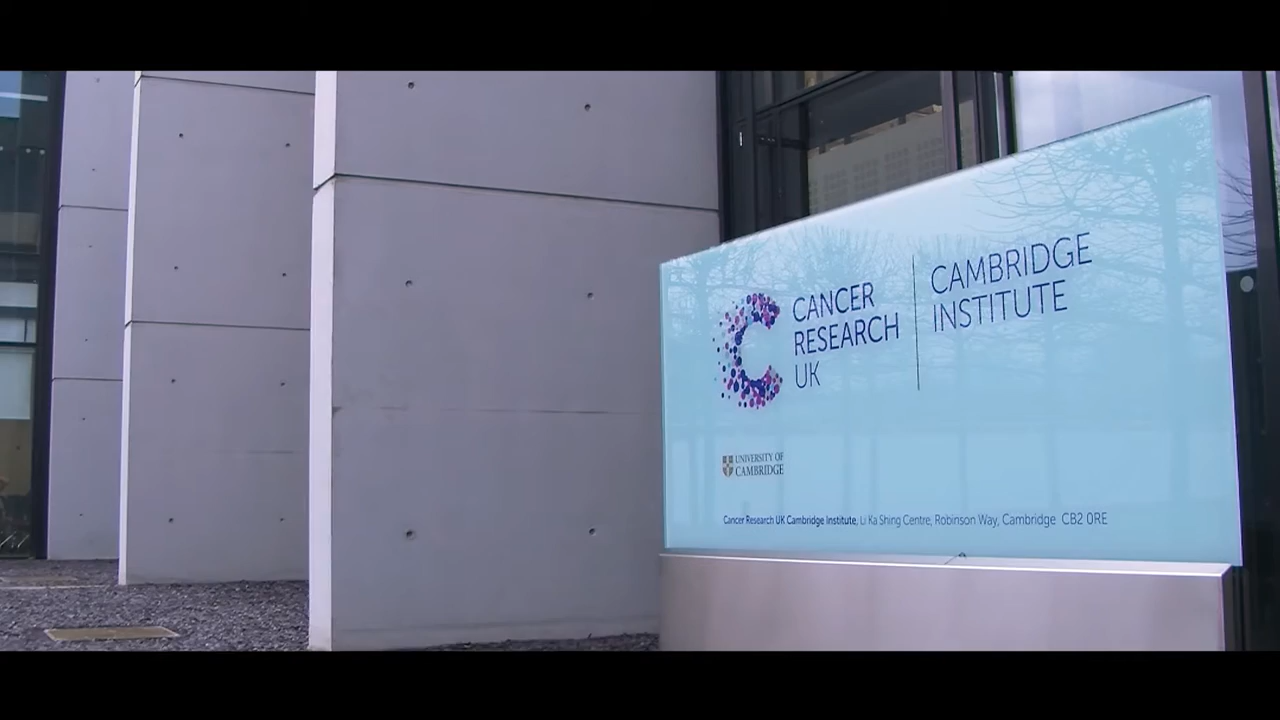 CANCER
RESEARCH
UK
CAMBRIDGE
INSTITUTE
UNIVERSITY OF
CAMBRIDGE
Cancer Research UK Cambridge Institute, Li Ka Shing Centre, Robinson Way, Cambridge CB2 0RE